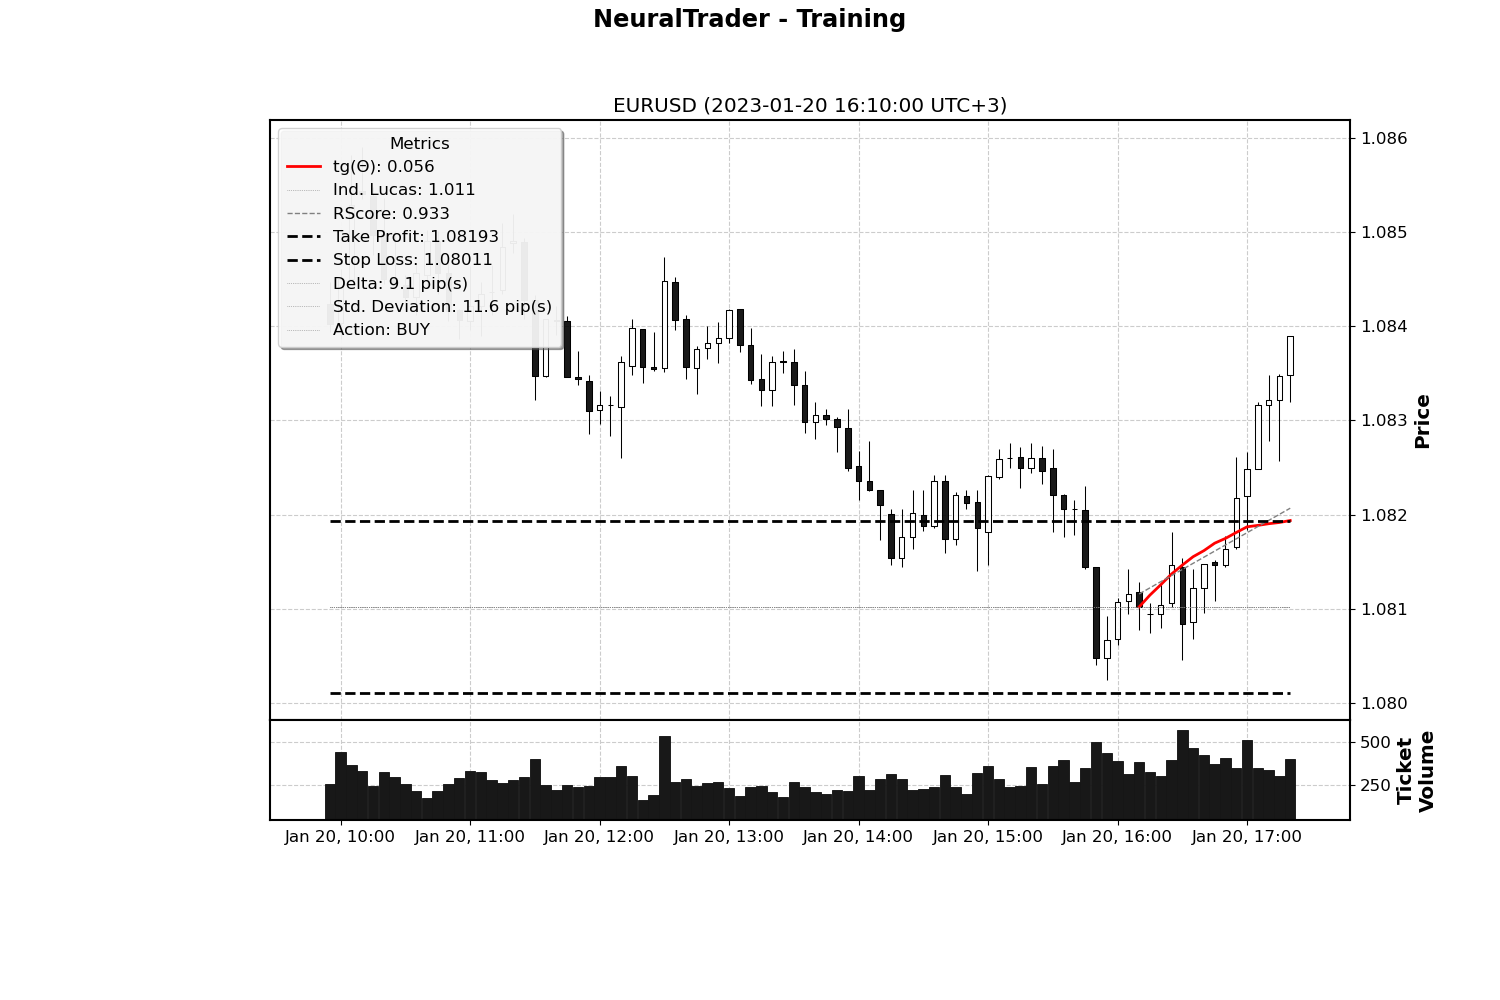 NeuralTrader - Training
EURUSD (2023-01-20 16:10:00 UTC+3)
Metrics
tg(Θ): 0.056
Ind. Lucas: 1.011
RScore: 0.933
Take Profit: 1.08193
Stop Loss: 1.08011
Delta: 9.1 pip(s)
Std. Deviation: 11.6 pip(s)
Action: BUY
1.086
1.085
1.084
1.083
1.082
1.081
1.080
Price
500
250
Ticket
Volume
Jan 20, 10:00
Jan 20, 11:00
Jan 20, 12:00
Jan 20, 13:00
Jan 20, 14:00
Jan 20, 15:00
Jan 20, 16:00
Jan 20, 17:00